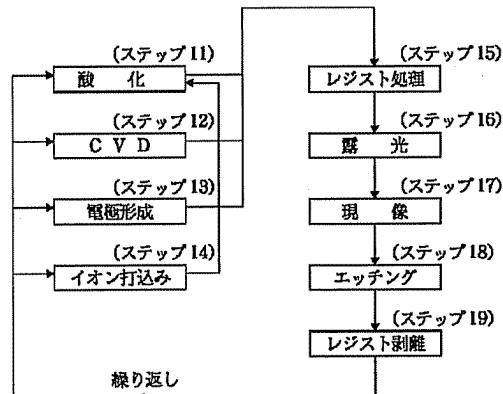 (ステップ11)
酸 化
(ステップ12)
C V D
(ステップ13)
電極形成
(ステップ14)
イオン打込み
(ステップ15)
レジスト処理
(ステップ16)
露 光
(ステップ17)
現 像
(ステップ18)
エッチング
(ステップ19)
レジスト剥離
繰り返し